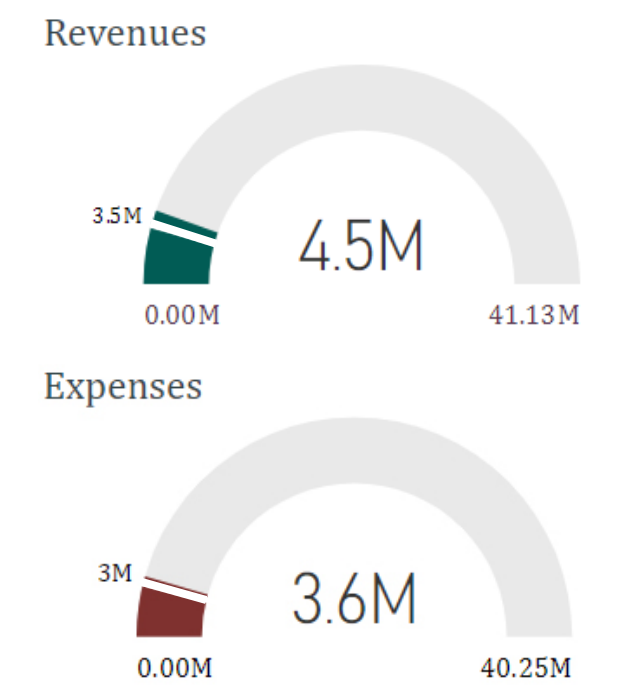 Revenues
3.5M
4.5M
0.00M
41.13M
Expenses
3M
3.6M
0.00M
40.25M